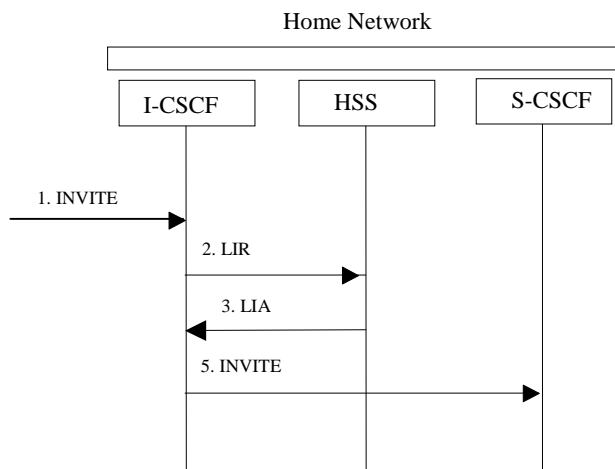 Home Network
I-CSCF
HSS
S-CSCF
1. INVITE
2. LIR
3. LIA
5. INVITE